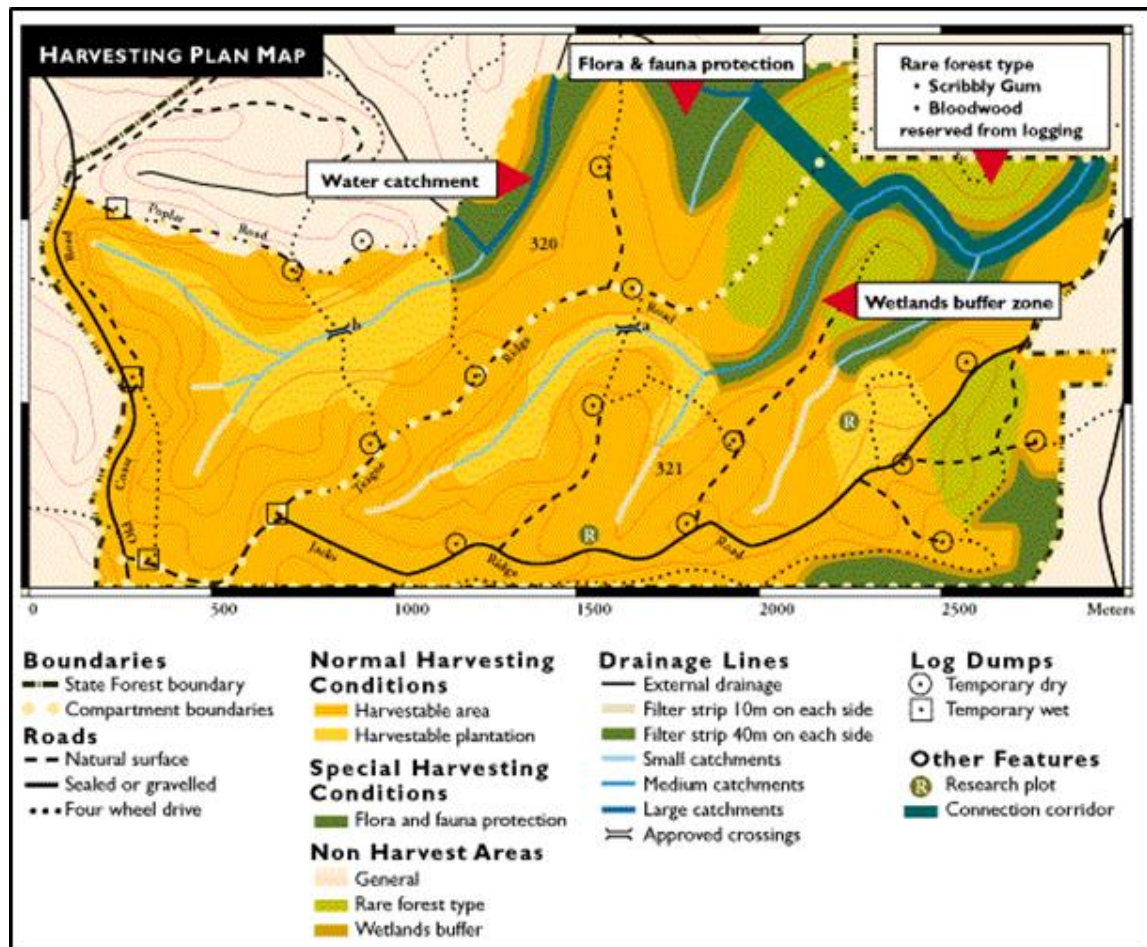 HARVESTING PLAN MAP
Flora & fauna protection
Rare forest type
• Scribbly Gum
• Bloodwood
reserved from logging
Water catchment
Poplar Road
Road
320
Wetlands buffer zone
b
a
Road
Ridge
R
Teague
321
Coast
Old
Jacks
R
Ridge
Road
0
500
1000
1500
2000
2500
Meters
Boundaries
State Forest boundary
Compartment boundaries
Roads
Natural surface
Sealed or gravelled
Four wheel drive
Normal Harvesting
Conditions
Harvestable area
Harvestable plantation
Special Harvesting
Conditions
Flora and fauna protection
Non Harvest Areas
General
Rare forest type
Wetlands buffer
Drainage Lines
External drainage
Filter strip 10m on each side
Filter strip 40m on each side
Small catchments
Medium catchments
Large catchments
Approved crossings
Log Dumps
Temporary dry
Temporary wet
Other Features
R
Research plot
Connection corridor